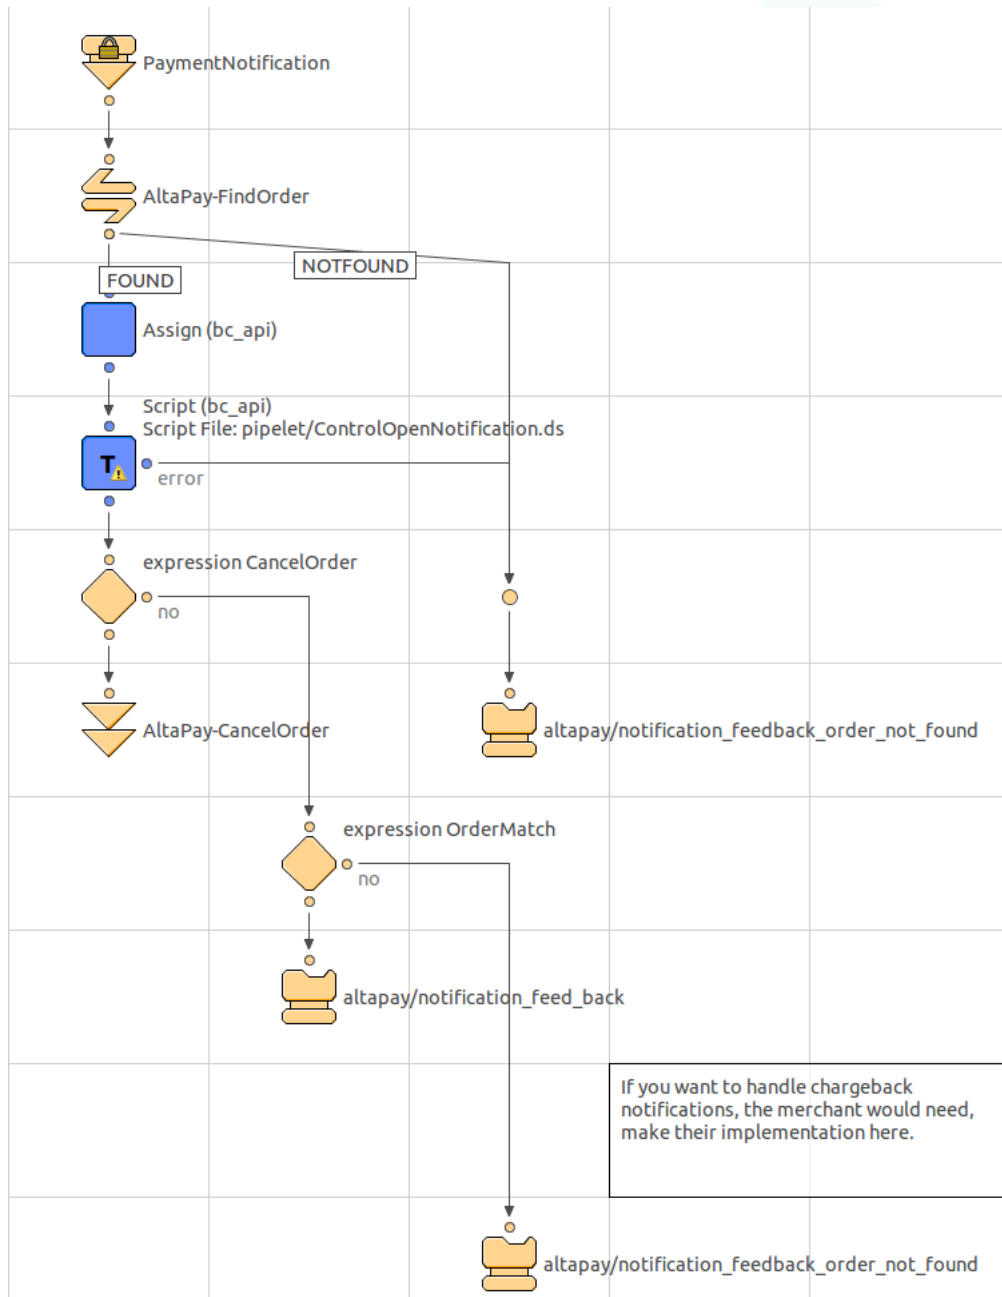 PaymentNotification
AltaPay-FindOrder
NOTFOUND
FOUND
Assign (bc_api)
Script (bc_api)
Script File: pipelet/ControlOpenNotification.ds
T
error
expression CancelOrder
no
AltaPay-CancelOrder
altapay/notification_feedback_order_not_found
expression OrderMatch
no
altapay/notification_feed_back
If you want to handle chargeback
notifications, the merchant would need,
make their implementation here.
altapay/notification_feedback_order_not_found